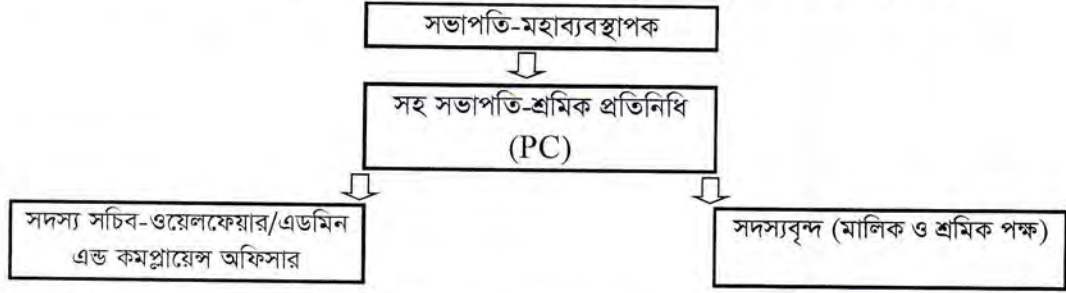 সভাপতি-মহাব্যবস্থাপক
সহ সভাপতি-শ্রমিক প্রতিনিধি
(PC)
সদস্য সচিব-ওয়েলফেয়ার/এডমিন
এন্ড কমপ্লায়েন্স অফিসার
সদস্যবৃন্দ (মালিক ও শ্রমিক পক্ষ)